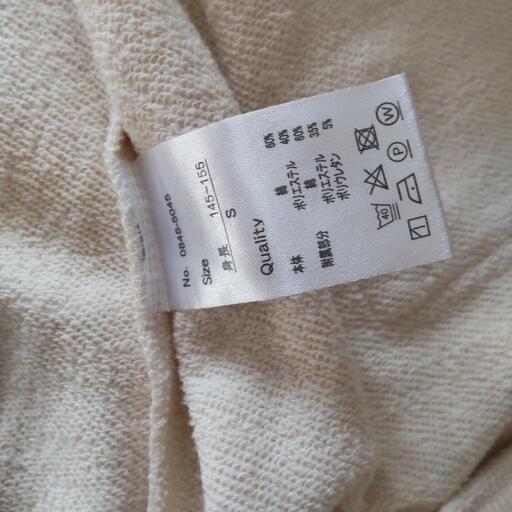 No. 0845-5045
Size
身長 145~155
S
Quality
本体 綿 60%
ポリエステル 40%
附属部分 綿 60%
ポリエステル 35%
ポリウレタン 5%
40
P
W